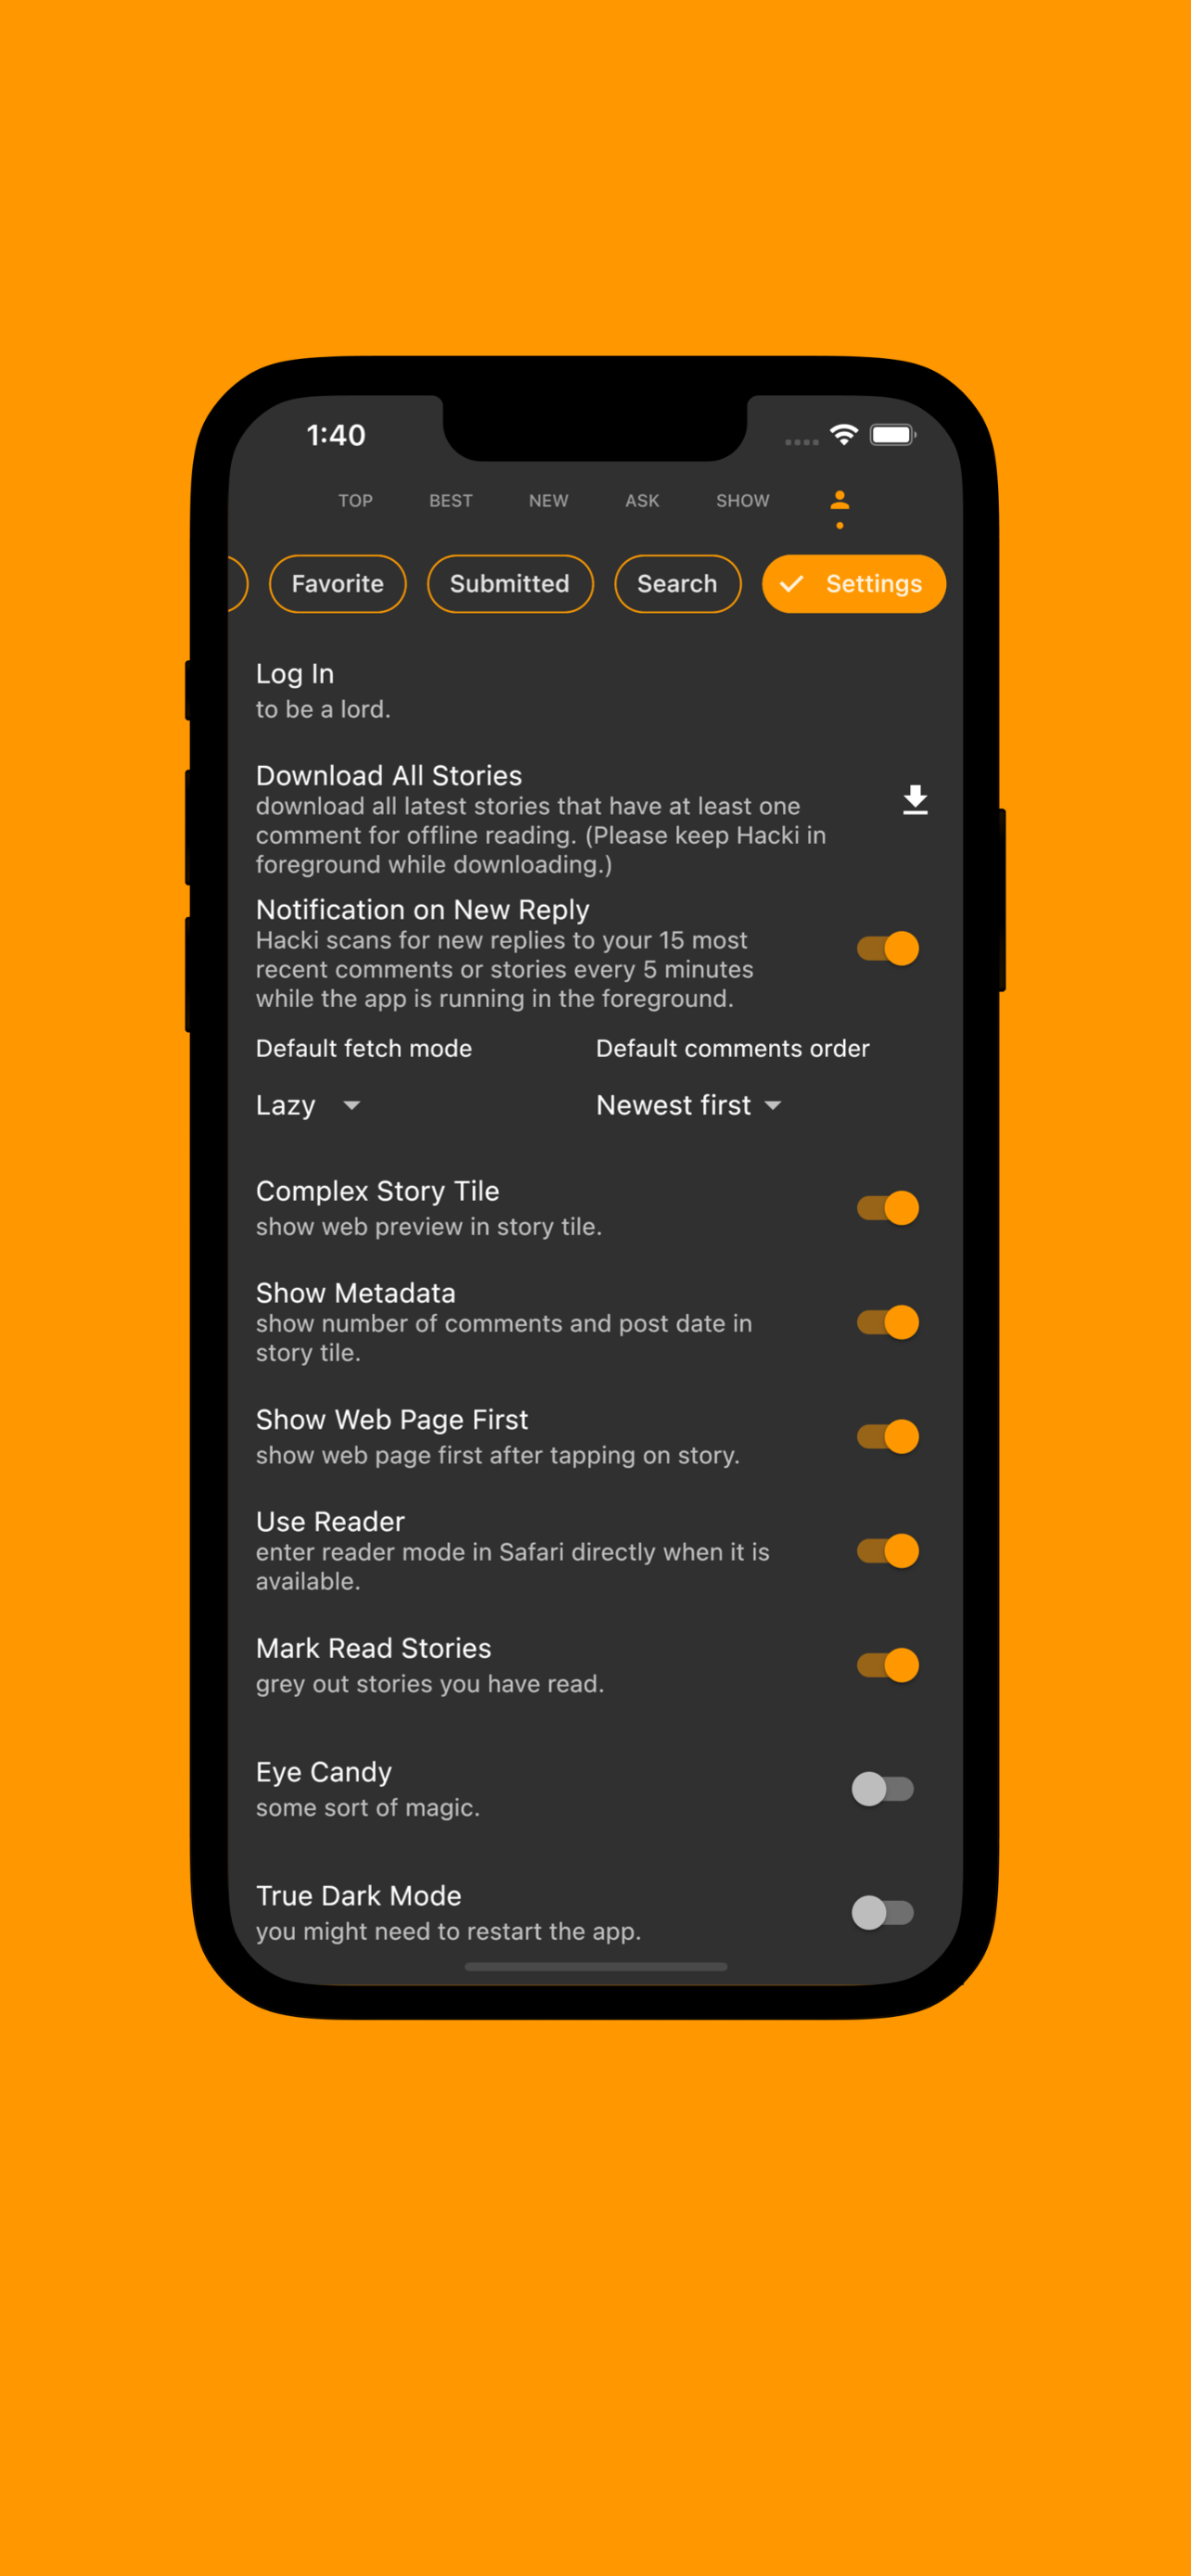 1:40
TOP BEST NEW ASK SHOW
Favorite Submitted Search Settings
Log In
to be a lord.
Download All Stories
download all latest stories that have at least one
comment for offline reading. (Please keep Hacki in
foreground while downloading.)
Notification on New Reply
Hacki scans for new replies to your 15 most
recent comments or stories every 5 minutes
while the app is running in the foreground.
Default fetch mode Default comments order
Lazy Newest first
Complex Story Tile
show web preview in story tile.
Show Metadata
show number of comments and post date in
story tile.
Show Web Page First
show web page first after tapping on story.
Use Reader
enter reader mode in Safari directly when it is
available.
Mark Read Stories
grey out stories you have read.
Eye Candy
some sort of magic.
True Dark Mode
you might need to restart the app.